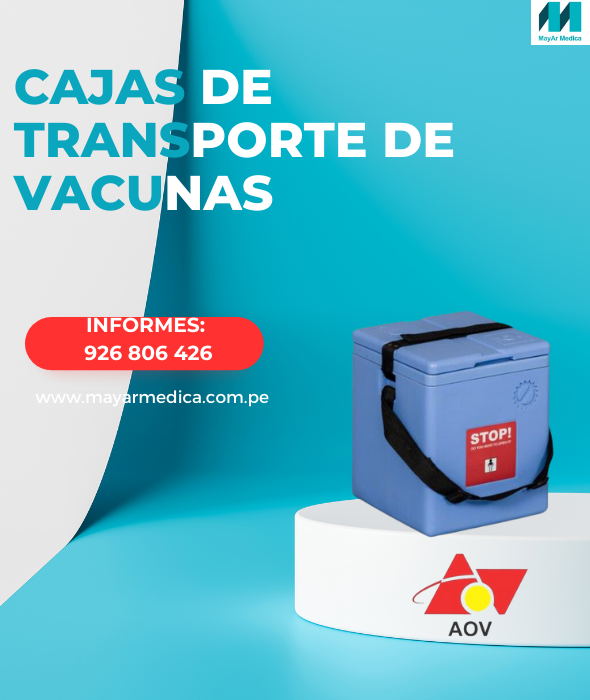 MayAr Medica
CAJAS DE
TRANSPORTE DE
VACUNAS
INFORMES:
926 806 426
www.mayarmedica.com.pe
STOP!
AOV